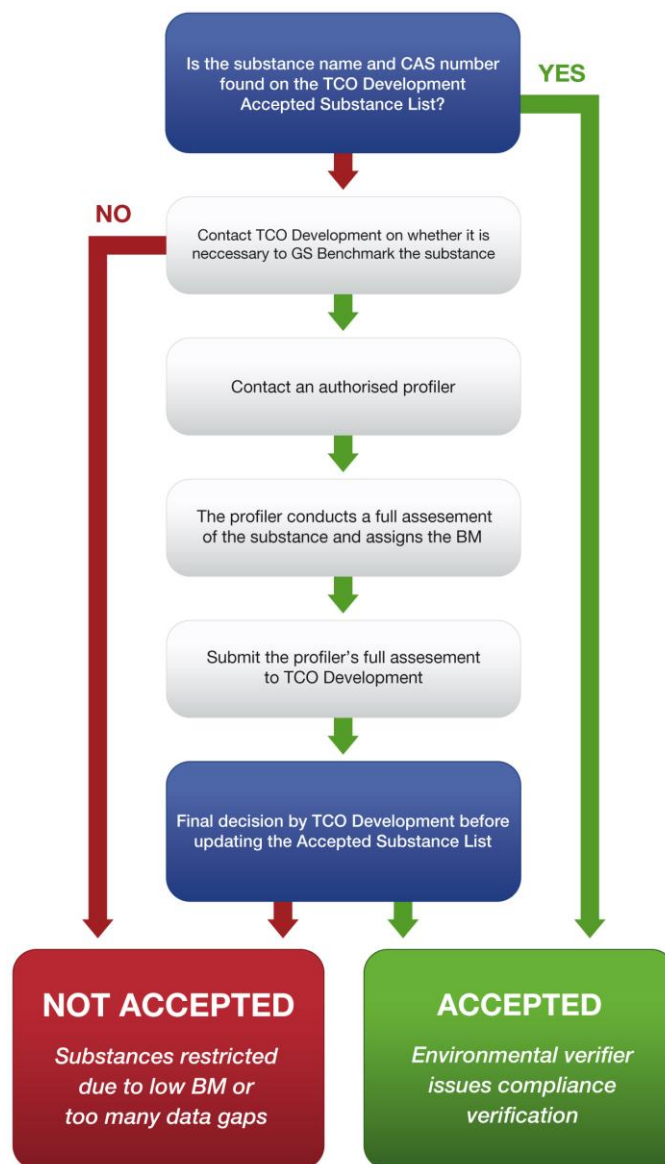 Is the substance name and CAS number
found on the TCO Development
Accepted Substance List?
YES
NO
Contact TCO Development on whether it is
neccessary to GS Benchmark the substance
Contact an authorised profiler
The profiler conducts a full assesement
of the substance and assigns the BM
Submit the profiler's full assesement
to TCO Development
Final decision by TCO Development before
updating the Accepted Substance List
NOT ACCEPTED
Substances restricted
due to low BM or
too many data gaps
ACCEPTED
Environmental verifier
issues compliance
verification